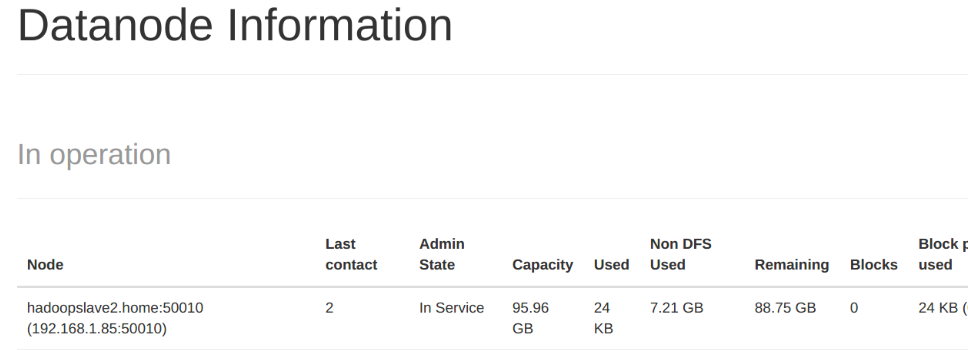 Datanode Information
In operation
Node Last contact Admin State Capacity Used Non DFS Used Remaining Blocks Block used
hadoopslave2.home:50010 (192.168.1.85:50010) 2 In Service 95.96 GB 24 KB 7.21 GB 88.75 GB 0 24 KB